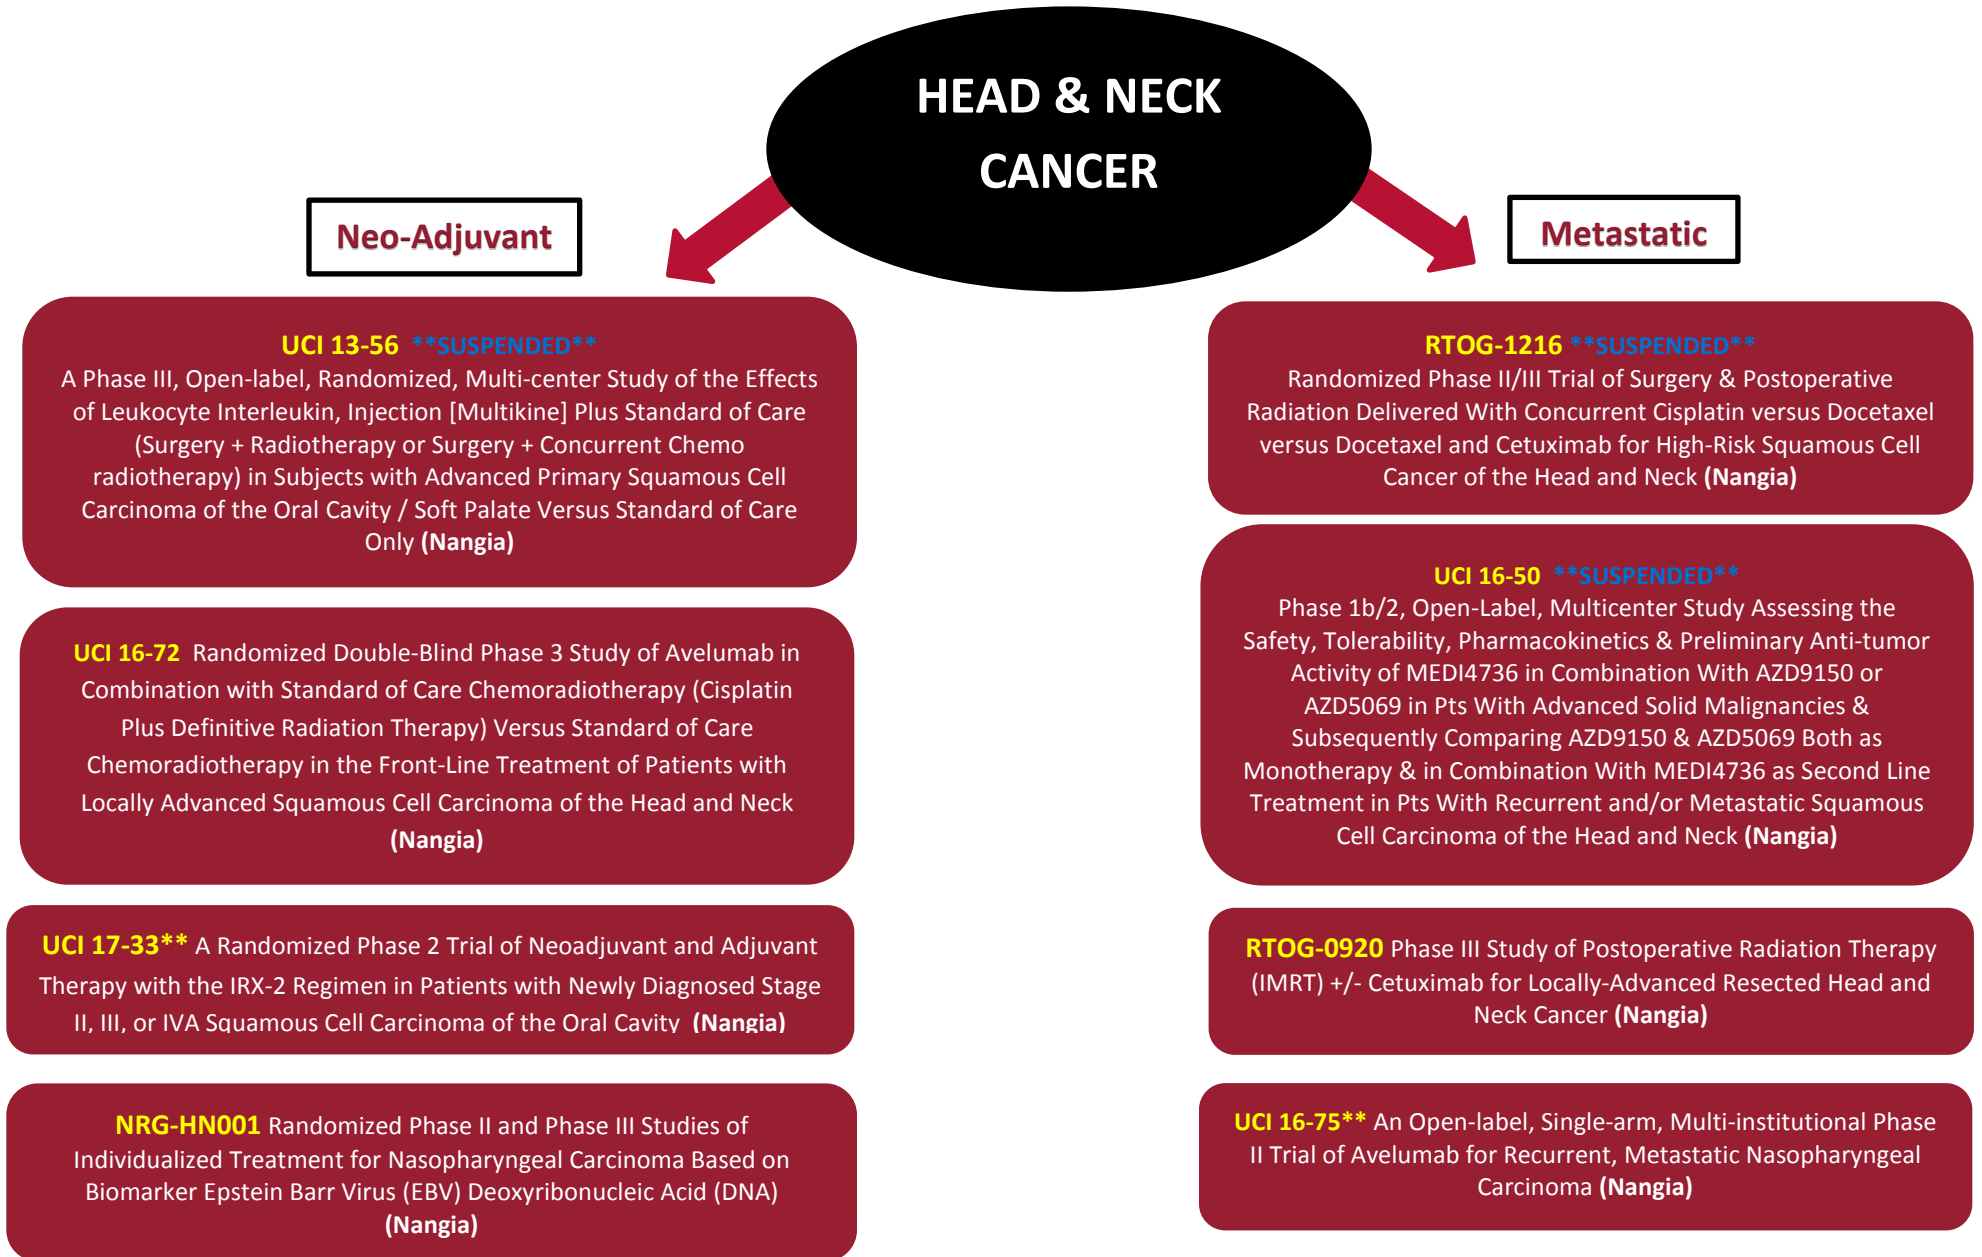 HEAD & NECK
CANCER
Neo-Adjuvant
UCI 13-56 **SUSPENDED**
A Phase III, Open-label, Randomized, Multi-center Study of the Effects
of Leukocyte Interleukin, Injection [Multikine] Plus Standard of Care
(Surgery + Radiotherapy or Surgery + Concurrent Chemo
radiotherapy) in Subjects with Advanced Primary Squamous Cell
Carcinoma of the Oral Cavity / Soft Palate Versus Standard of Care
Only (Nangia)
UCI 16-72 Randomized Double-Blind Phase 3 Study of Avelumab in
Combination with Standard of Care Chemoradiotherapy (Cisplatin
Plus Definitive Radiation Therapy) Versus Standard of Care
Chemoradiotherapy in the Front-Line Treatment of Patients with
Locally Advanced Squamous Cell Carcinoma of the Head and Neck
(Nangia)
UCI 17-33** A Randomized Phase 2 Trial of Neoadjuvant and Adjuvant
Therapy with the IRX-2 Regimen in Patients with Newly Diagnosed Stage
II, III, or IVA Squamous Cell Carcinoma of the Oral Cavity (Nangia)
NRG-HN001 Randomized Phase II and Phase III Studies of
Individualized Treatment for Nasopharyngeal Carcinoma Based on
Biomarker Epstein Barr Virus (EBV) Deoxyribonucleic Acid (DNA)
(Nangia)
Metastatic
RTOG-1216 **SUSPENDED**
Randomized Phase II/III Trial of Surgery & Postoperative
Radiation Delivered With Concurrent Cisplatin versus Docetaxel
versus Docetaxel and Cetuximab for High-Risk Squamous Cell
Cancer of the Head and Neck (Nangia)
UCI 16-50 **SUSPENDED**
Phase 1b/2, Open-Label, Multicenter Study Assessing the
Safety, Tolerability, Pharmacokinetics & Preliminary Anti-tumor
Activity of MEDI4736 in Combination With AZD9150 or
AZD5069 in Pts With Advanced Solid Malignancies &
Subsequently Comparing AZD9150 & AZD5069 Both as
Monotherapy & in Combination With MEDI4736 as Second Line
Treatment in Pts With Recurrent and/or Metastatic Squamous
Cell Carcinoma of the Head and Neck (Nangia)
RTOG-0920 Phase III Study of Postoperative Radiation Therapy
(IMRT) +/- Cetuximab for Locally-Advanced Resected Head and
Neck Cancer (Nangia)
UCI 16-75** An Open-label, Single-arm, Multi-institutional Phase
II Trial of Avelumab for Recurrent, Metastatic Nasopharyngeal
Carcinoma (Nangia)